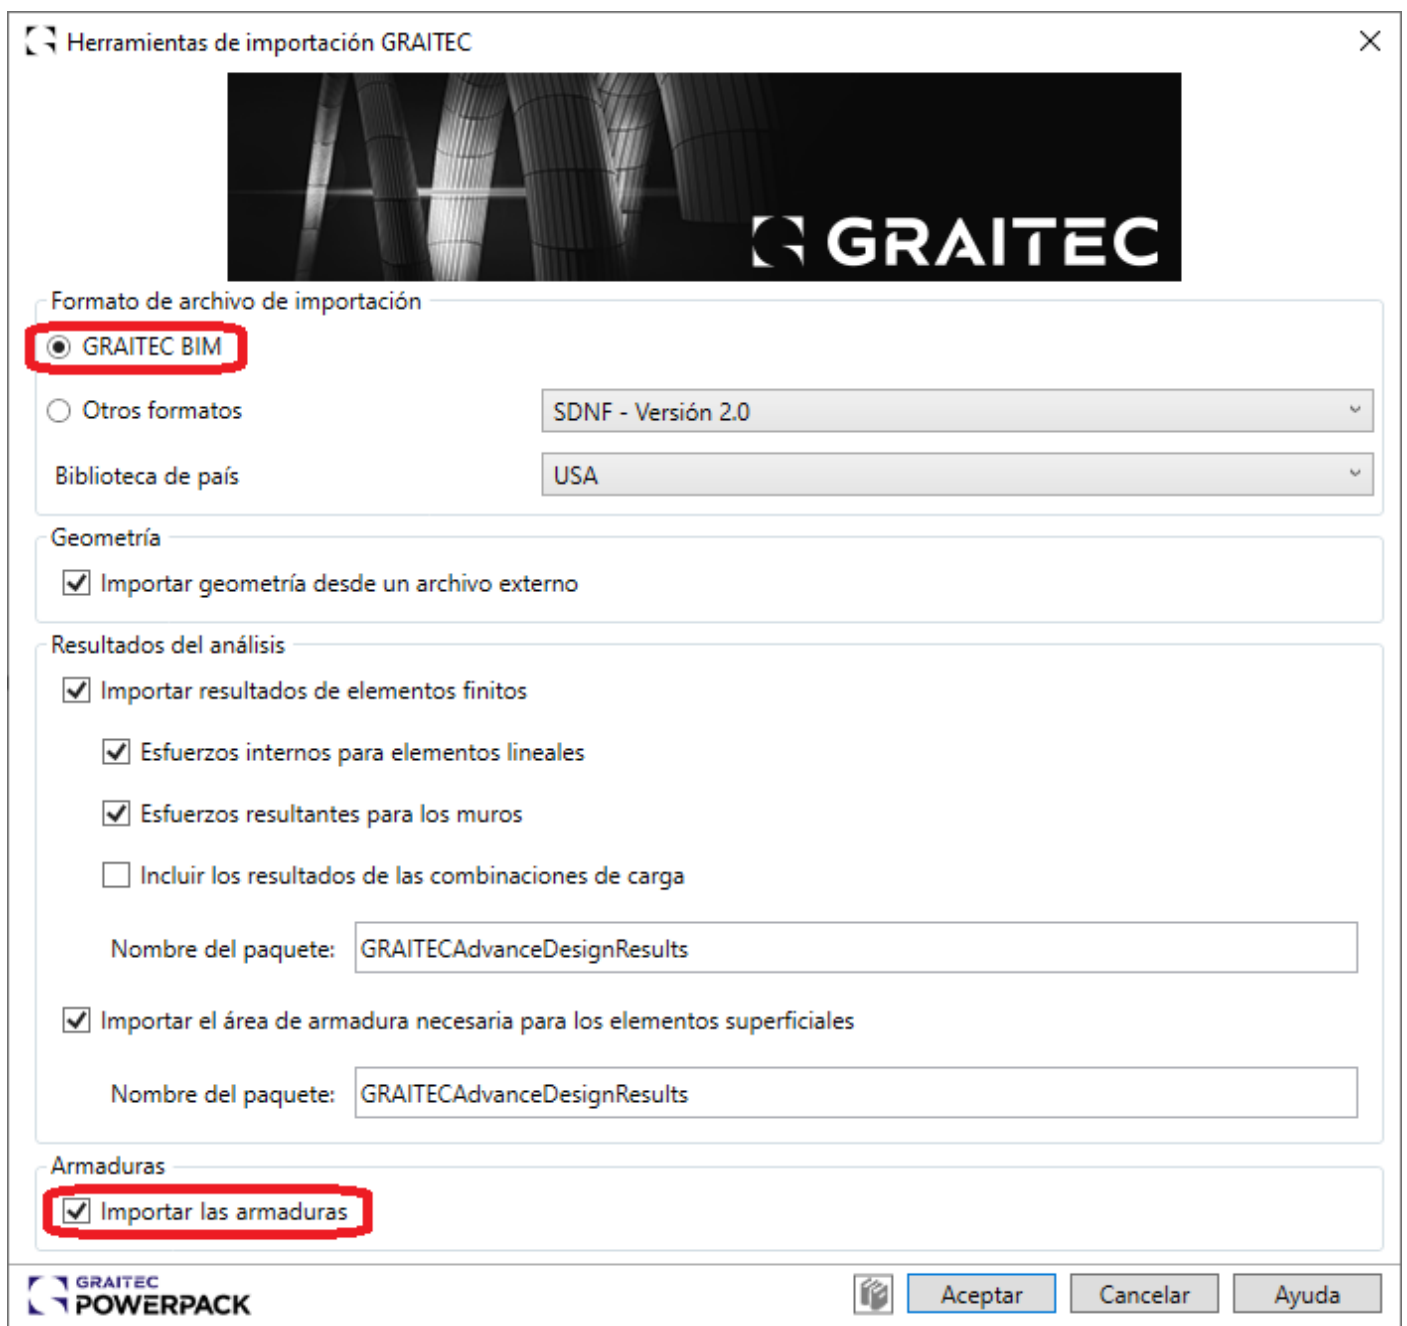 Herramientas de importación GRAITEC
GRAITEC
Formato de archivo de importación
GRAITEC BIM
Otros formatos
SDNF - Versión 2.0
Biblioteca de país
USA
Geometría
Importar geometría desde un archivo externo
Resultados del análisis
Importar resultados de elementos finitos
Esfuerzos internos para elementos lineales
Esfuerzos resultantes para los muros
Incluir los resultados de las combinaciones de carga
Nombre del paquete: GRAITECAdvanceDesignResults
Importar el área de armadura necesaria para los elementos superficiales
Nombre del paquete: GRAITECAdvanceDesignResults
Armaduras
Importar las armaduras
GRAITEC
POWERPACK
Aceptar
Cancelar
Ayuda